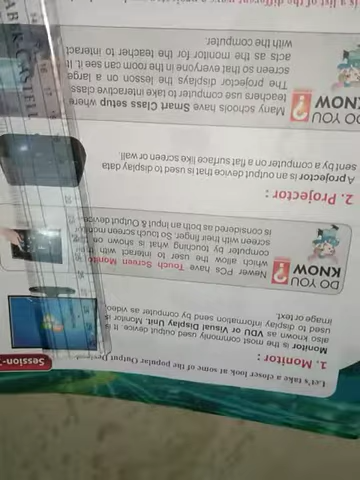 Session-
Let's take a closer look at some of the popular Output
1. Monitor :
Monitor is the most commonly used output device. It is
also known as VDU or Visual Display Unit. Monitor is
used to display information sent by computer as video,
image or text.
DO YOU KNOW ?
Newer PCs have Touch Screen
which allow the user to interact with
computer by touching what is shown on
screen with their finger. So touch screen
is considered as both an Input & Output
2. Projector :
A projector is an output device that is used to display data
sent by a computer on a flat surface like screen or wall.
DO YOU KNOW ?
Many schools have Smart Class setup where
teachers use computer to take interactive class.
The projector displays the lesson on a large
screen so that everyone in the room can see it. It
acts as the monitor for the teacher to interact
with the computer.
is a list of the different